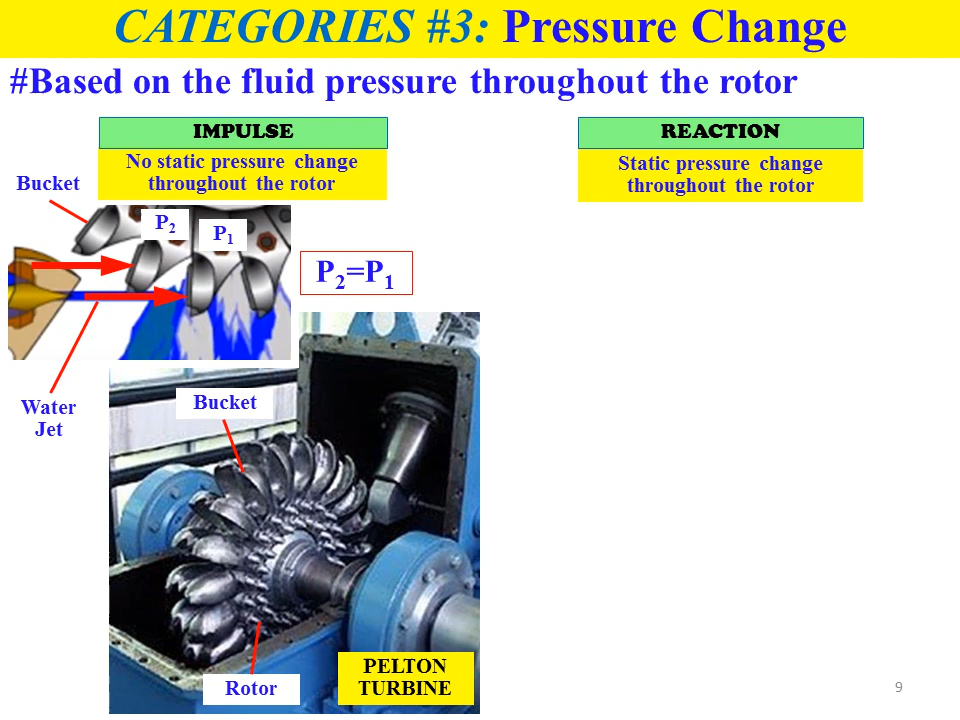 CATEGORIES #3: Pressure Change
#Based on the fluid pressure throughout the rotor
IMPULSE
No static pressure change
throughout the rotor
REACTION
Static pressure change
throughout the rotor
Bucket
P2
P1
P2=P1
Water
Jet
Bucket
Rotor
PELTON
TURBINE
9